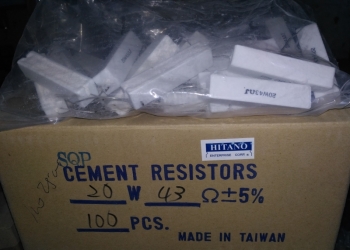 HITANO
SQP
CEMENT RESISTORS
20 W 43 Ω±5%
100 PCS.
MADE IN TAIWAN